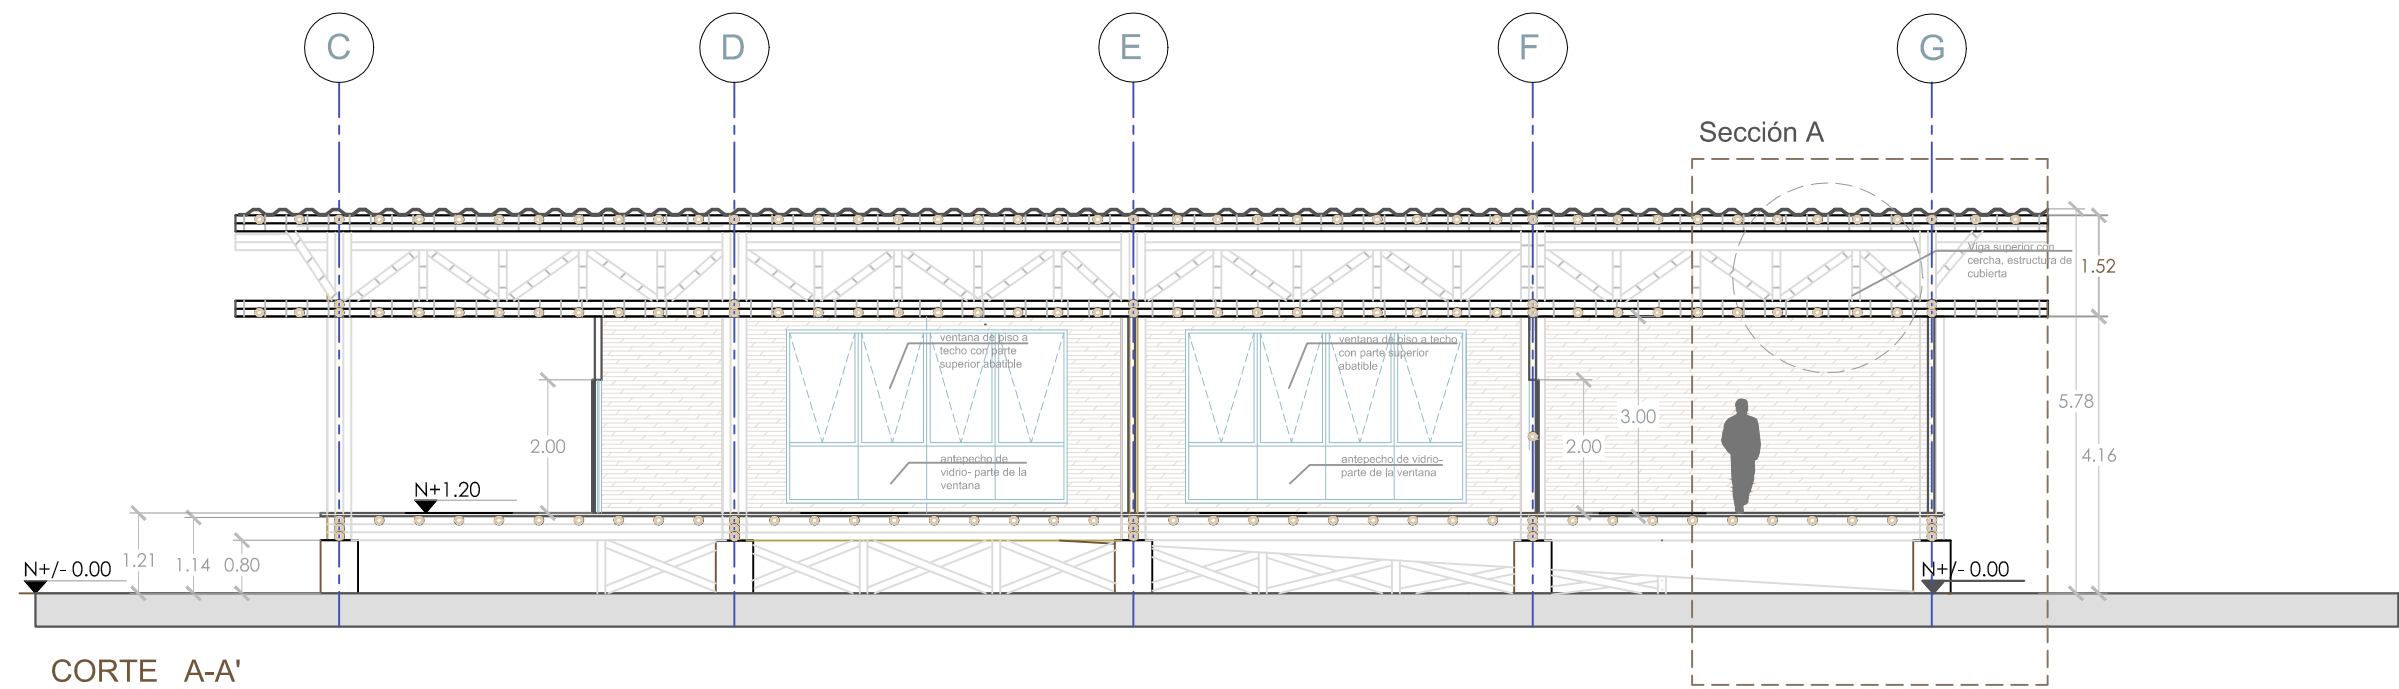 C
D
E
F
G
Sección A
Viga superior con
cercha, estructura de
cubierta
1.52
ventana de piso a
techo con parte
superior abatible
ventana de piso a techo
con parte superior
abatible
2.00
3.00
2.00
5.78
4.16
antepecho de
vidrio- parte de la
ventana
antepecho de vidrio-
parte de la ventana
N+1.20
1.21
1.14
0.80
N+/- 0.00
N+/- 0.00
CORTE A-A'